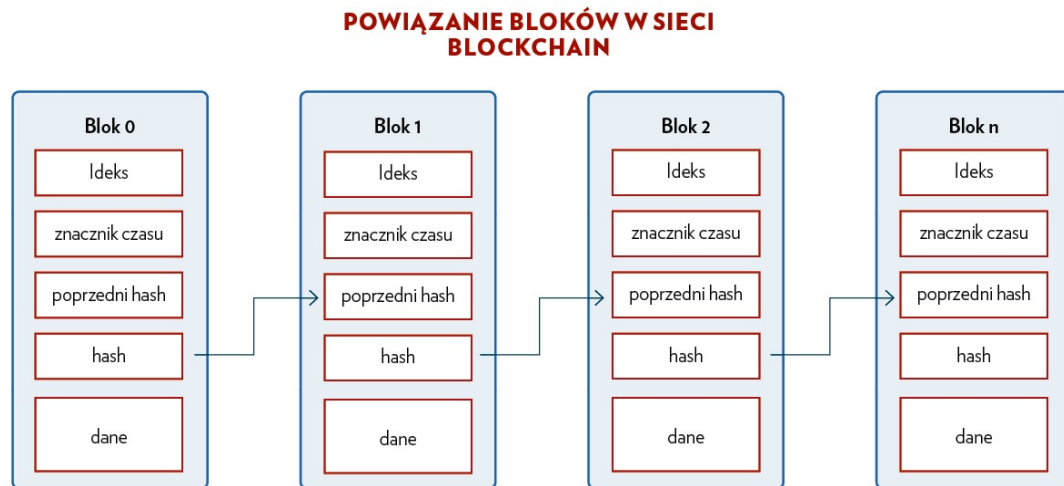 POWIĄZANIE BLOKÓW W SIECI
BLOCKCHAIN
Blok 0
Ideks
znacznik czasu
poprzedni hash
hash
dane
Blok 1
Ideks
znacznik czasu
poprzedni hash
hash
dane
Blok 2
Ideks
znacznik czasu
poprzedni hash
hash
dane
Blok n
Ideks
znacznik czasu
poprzedni hash
hash
dane